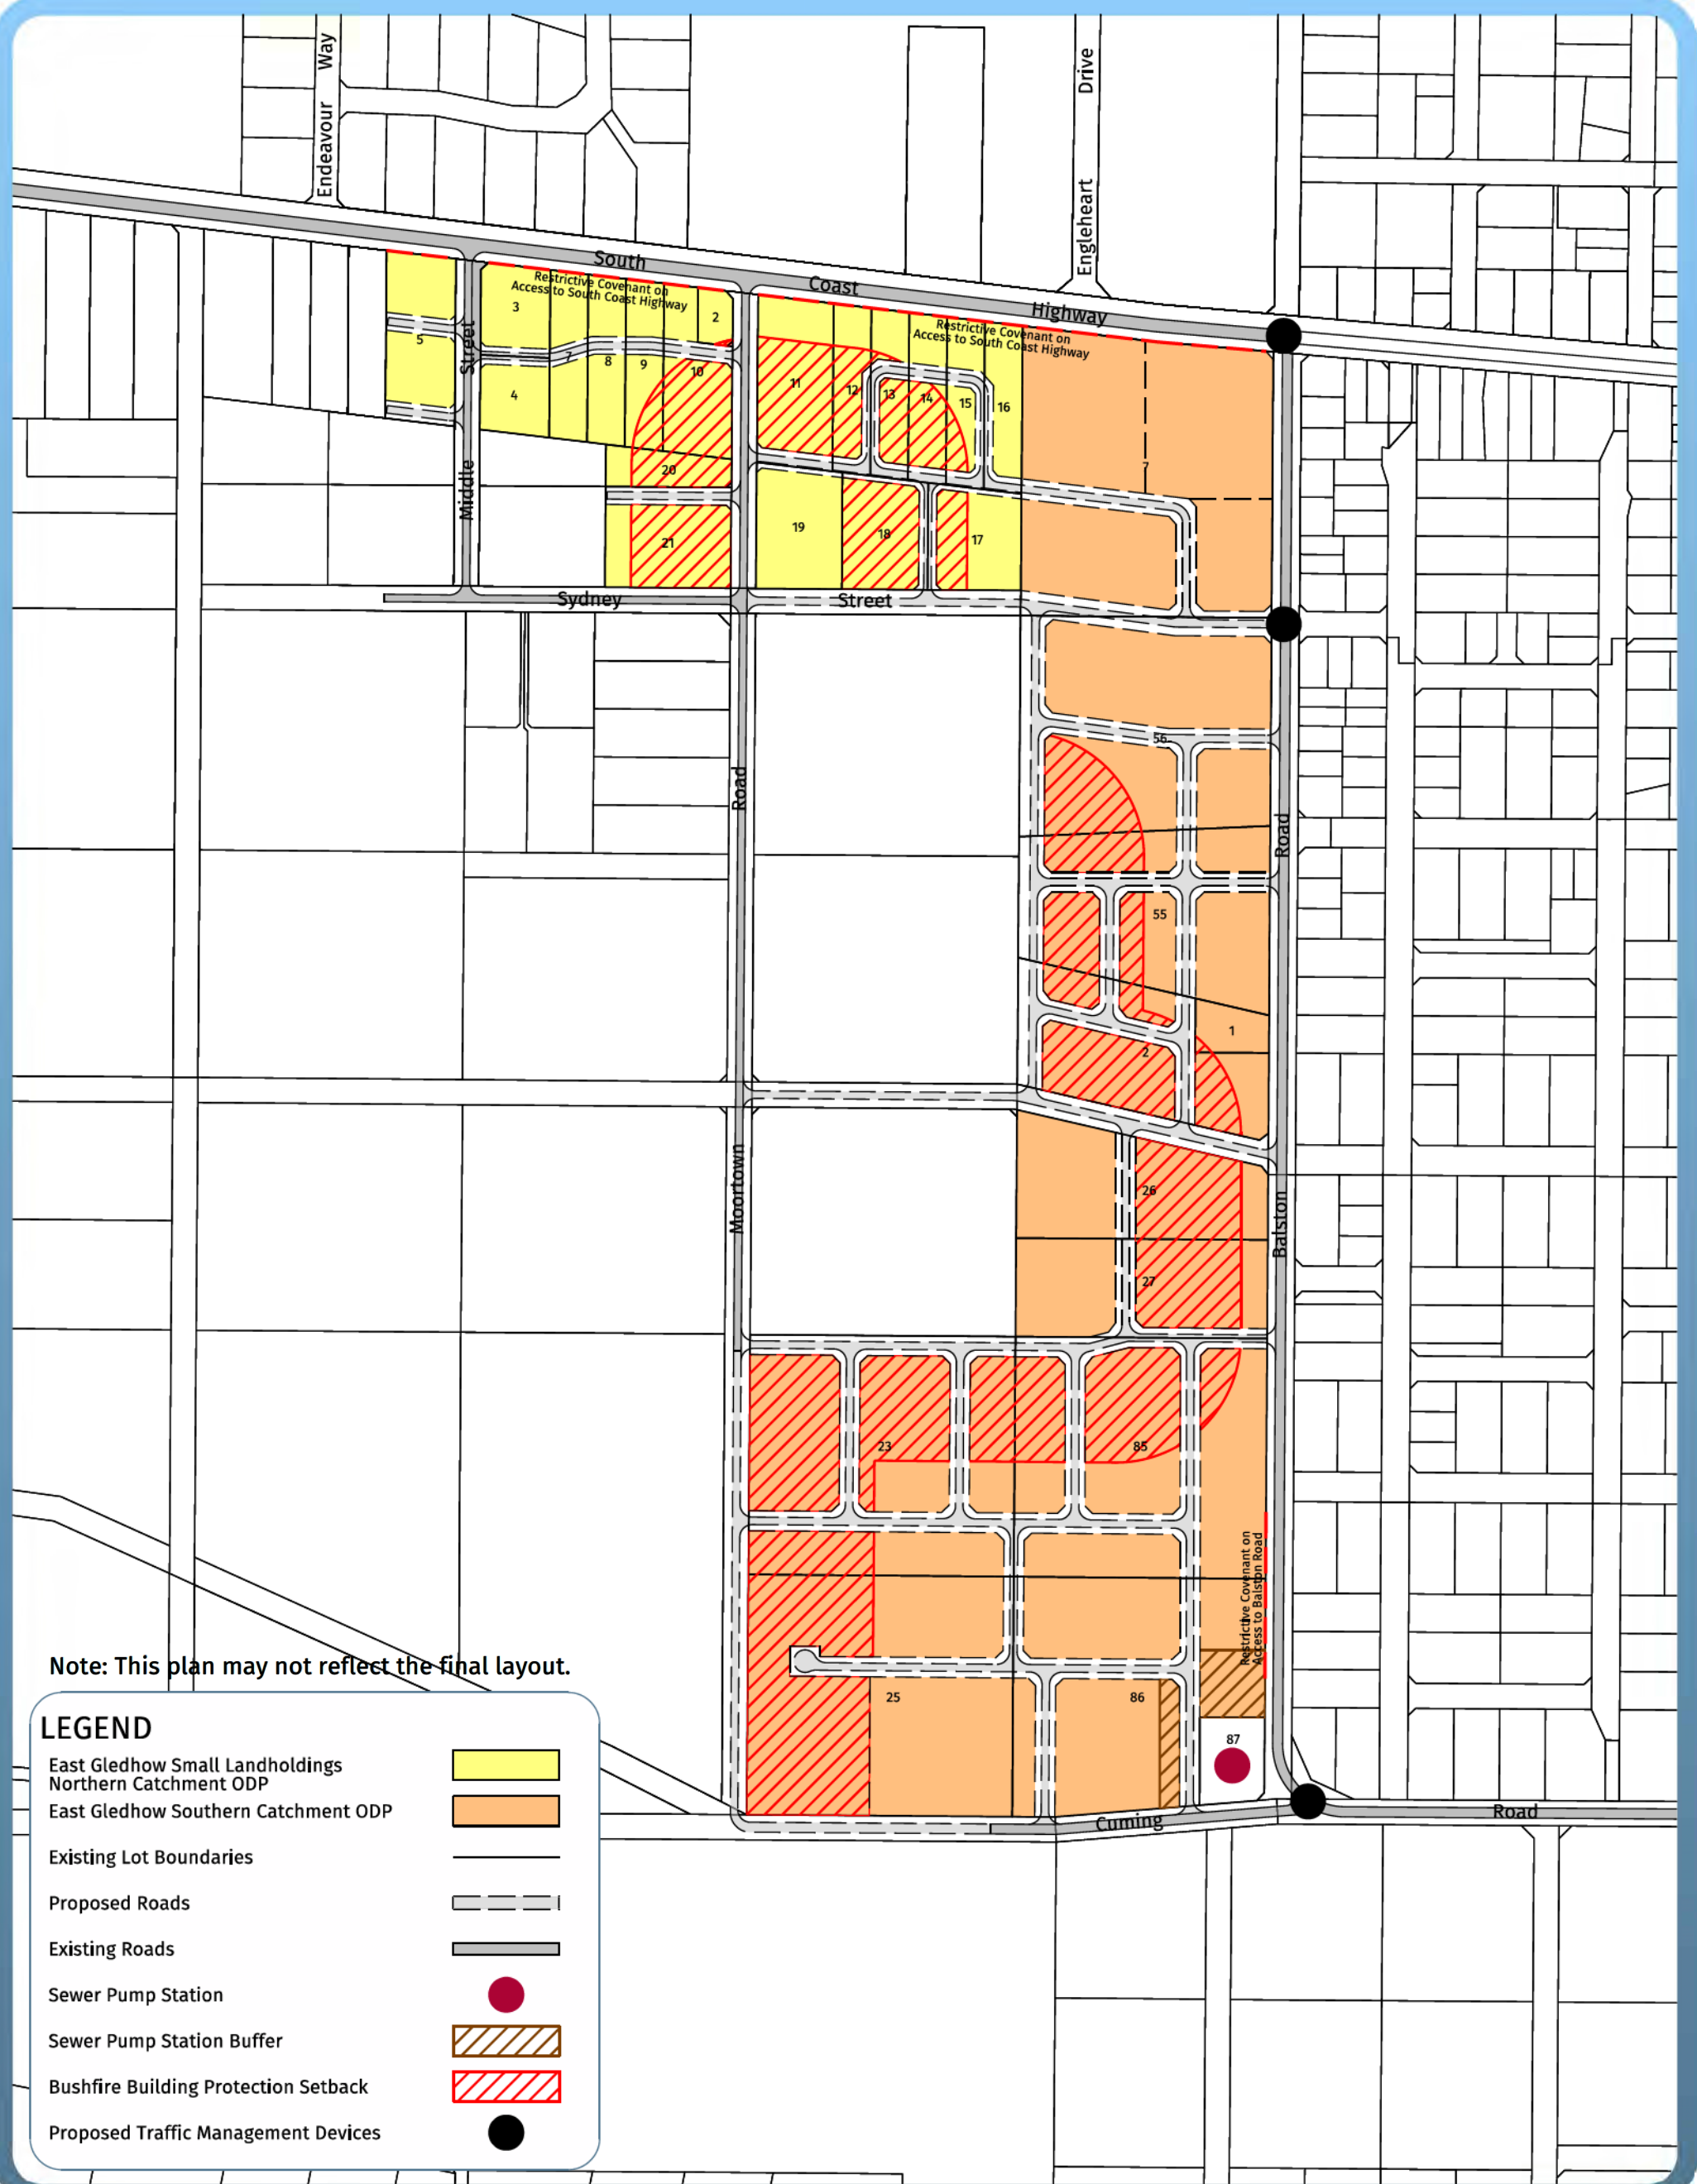 Endeavour Way
Engleheart Drive
South Coast Highway
Restrictive Covenant on
Access to South Coast Highway
Restrictive Covenant on
Access to South Coast Highway
3
2
5
7
8
9
10
4
11
12
13
14
15
16
7
20
21
19
18
17
Middle Street
Sydney Street
56
55
1
2
Moortown Road
Balston Road
26
27
23
85
Restrictive Covenant on
Access to Balston Road
25
86
87
Cuming Road
Note: This plan may not reflect the final layout.
LEGEND
East Gledhow Small Landholdings
Northern Catchment ODP
East Gledhow Southern Catchment ODP
Existing Lot Boundaries
Proposed Roads
Existing Roads
Sewer Pump Station
Sewer Pump Station Buffer
Bushfire Building Protection Setback
Proposed Traffic Management Devices